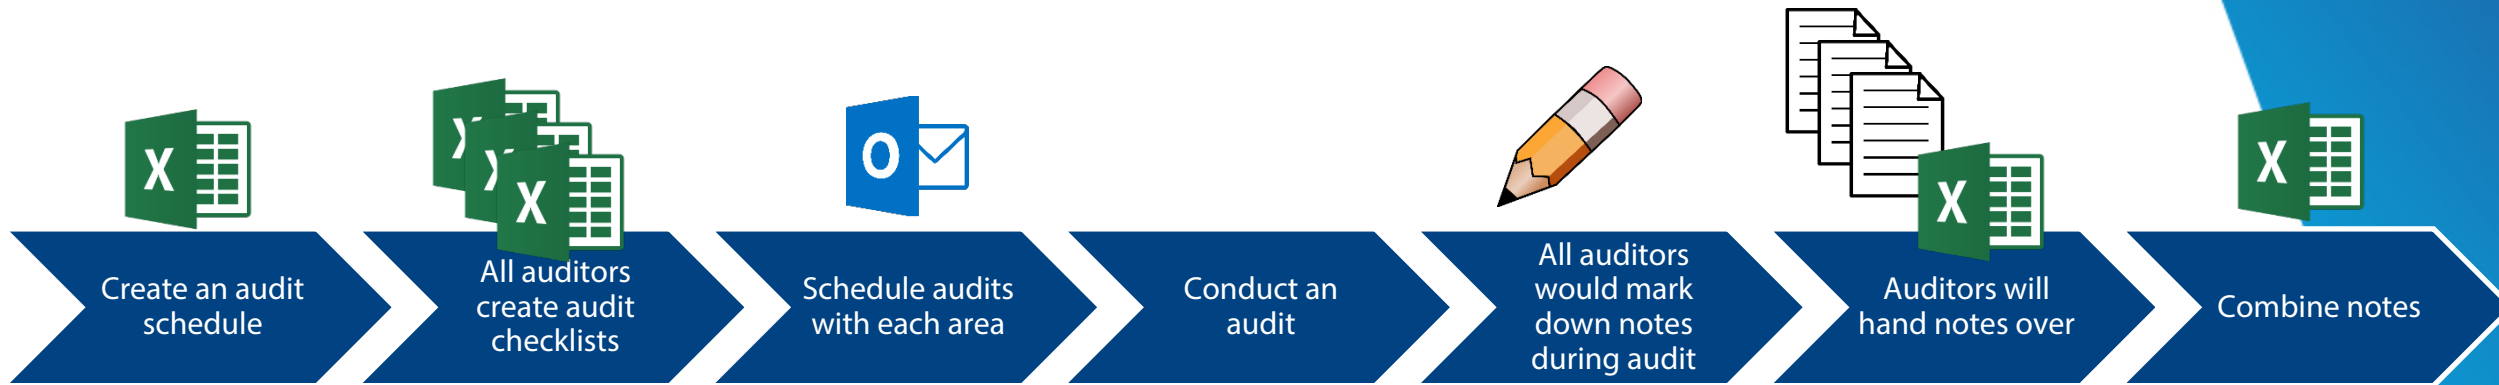 X
X
X
O
X
X
Create an audit
schedule
All auditors
create audit
checklists
Schedule audits
with each area
Conduct an
audit
All auditors
would mark
down notes
during audit
Auditors will
hand notes over
Combine notes